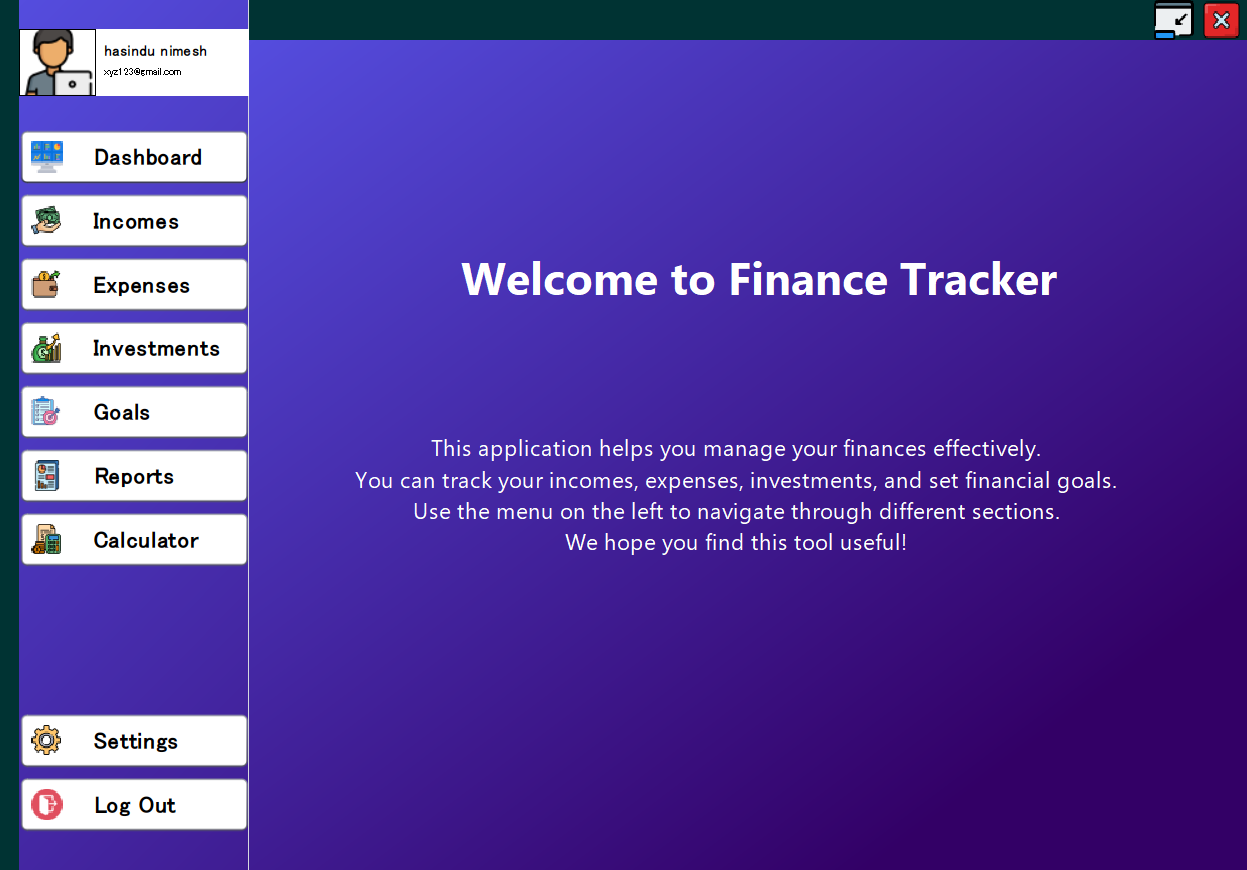 hasindu nimesh
xyz123@gmail.com
Dashboard
Incomes
Expenses
Investments
Goals
Reports
Calculator
Settings
Log Out
Welcome to Finance Tracker
This application helps you manage your finances effectively.
You can track your incomes, expenses, investments, and set financial goals.
Use the menu on the left to navigate through different sections.
We hope you find this tool useful!